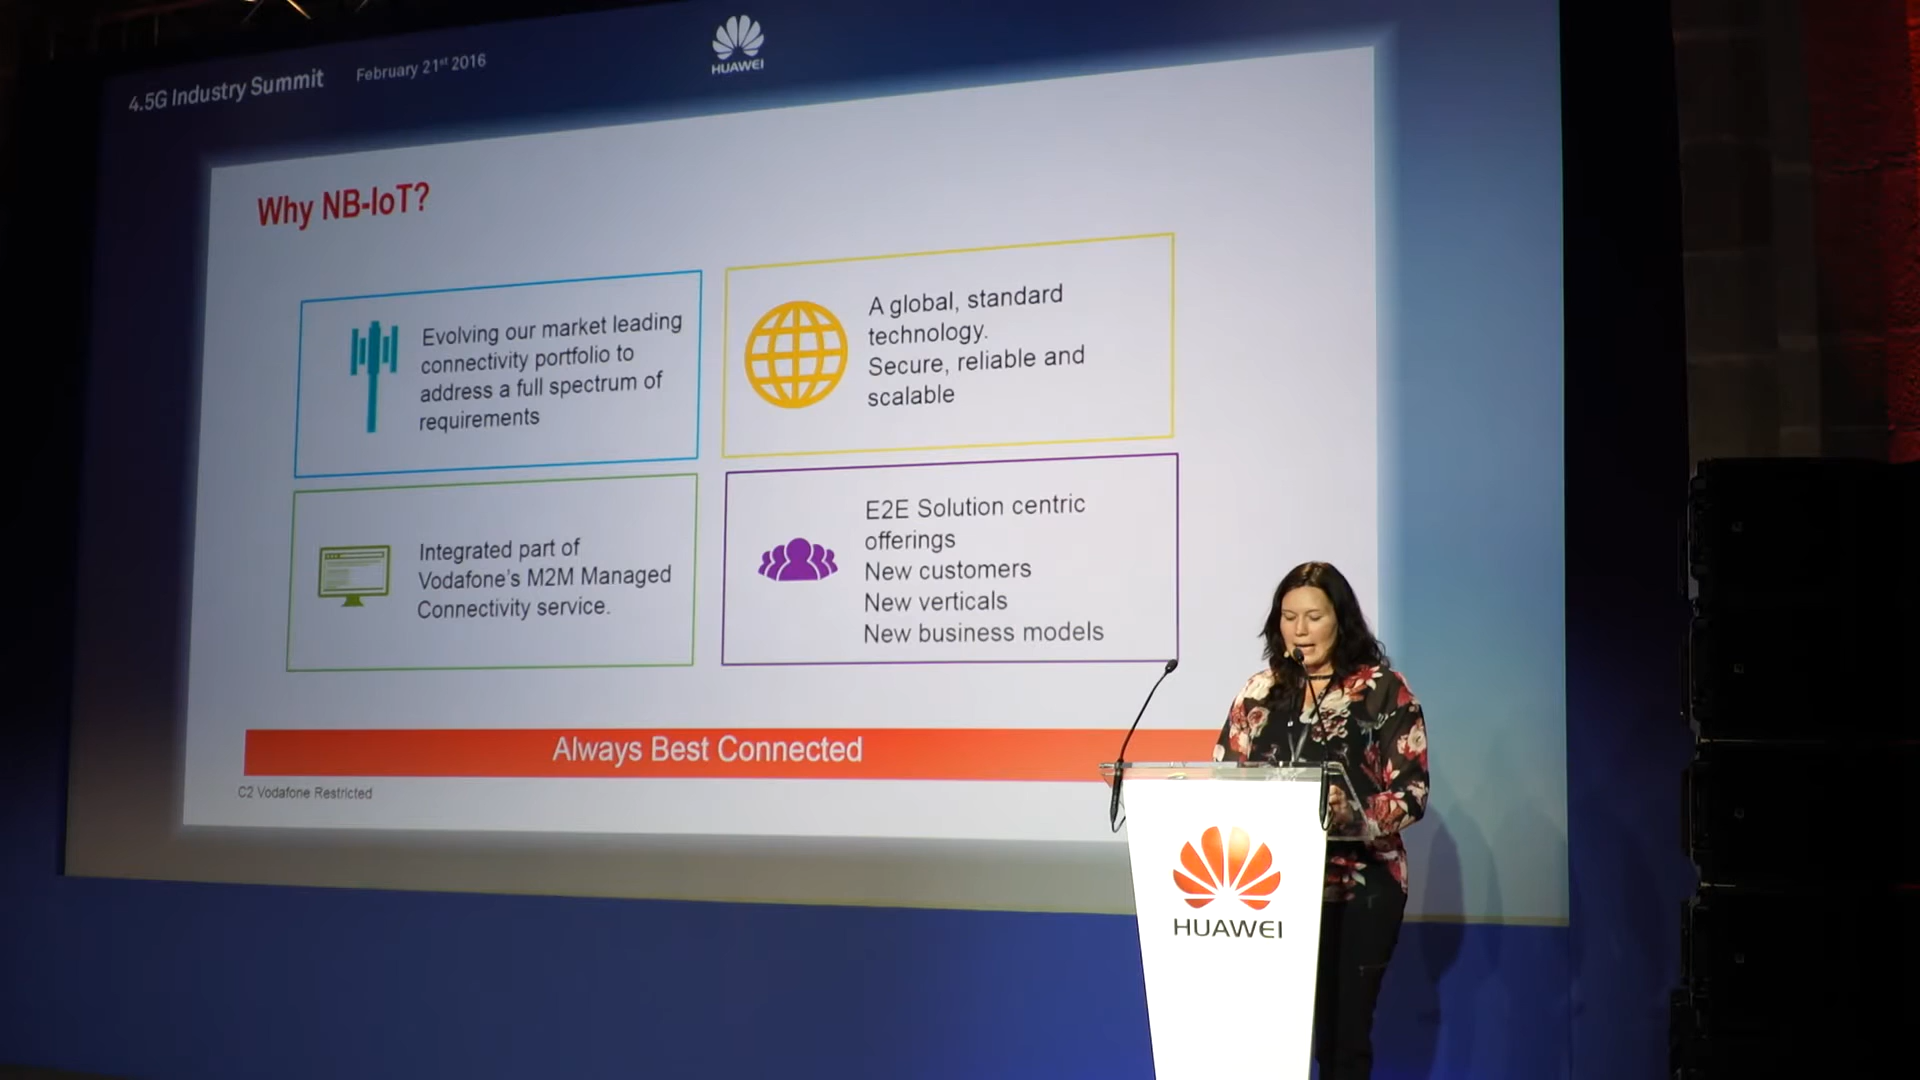 4.5G Industry Summit February 21st 2016
HUAWEI
Why NB-IoT?
Evolving our market leading
connectivity portfolio to
address a full spectrum of
requirements
A global, standard
technology.
Secure, reliable and
scalable
Integrated part of
Vodafone's M2M Managed
Connectivity service.
E2E Solution centric
offerings
New customers
New verticals
New business models
Always Best Connected
C2 Vodafone Restricted
HUAWEI